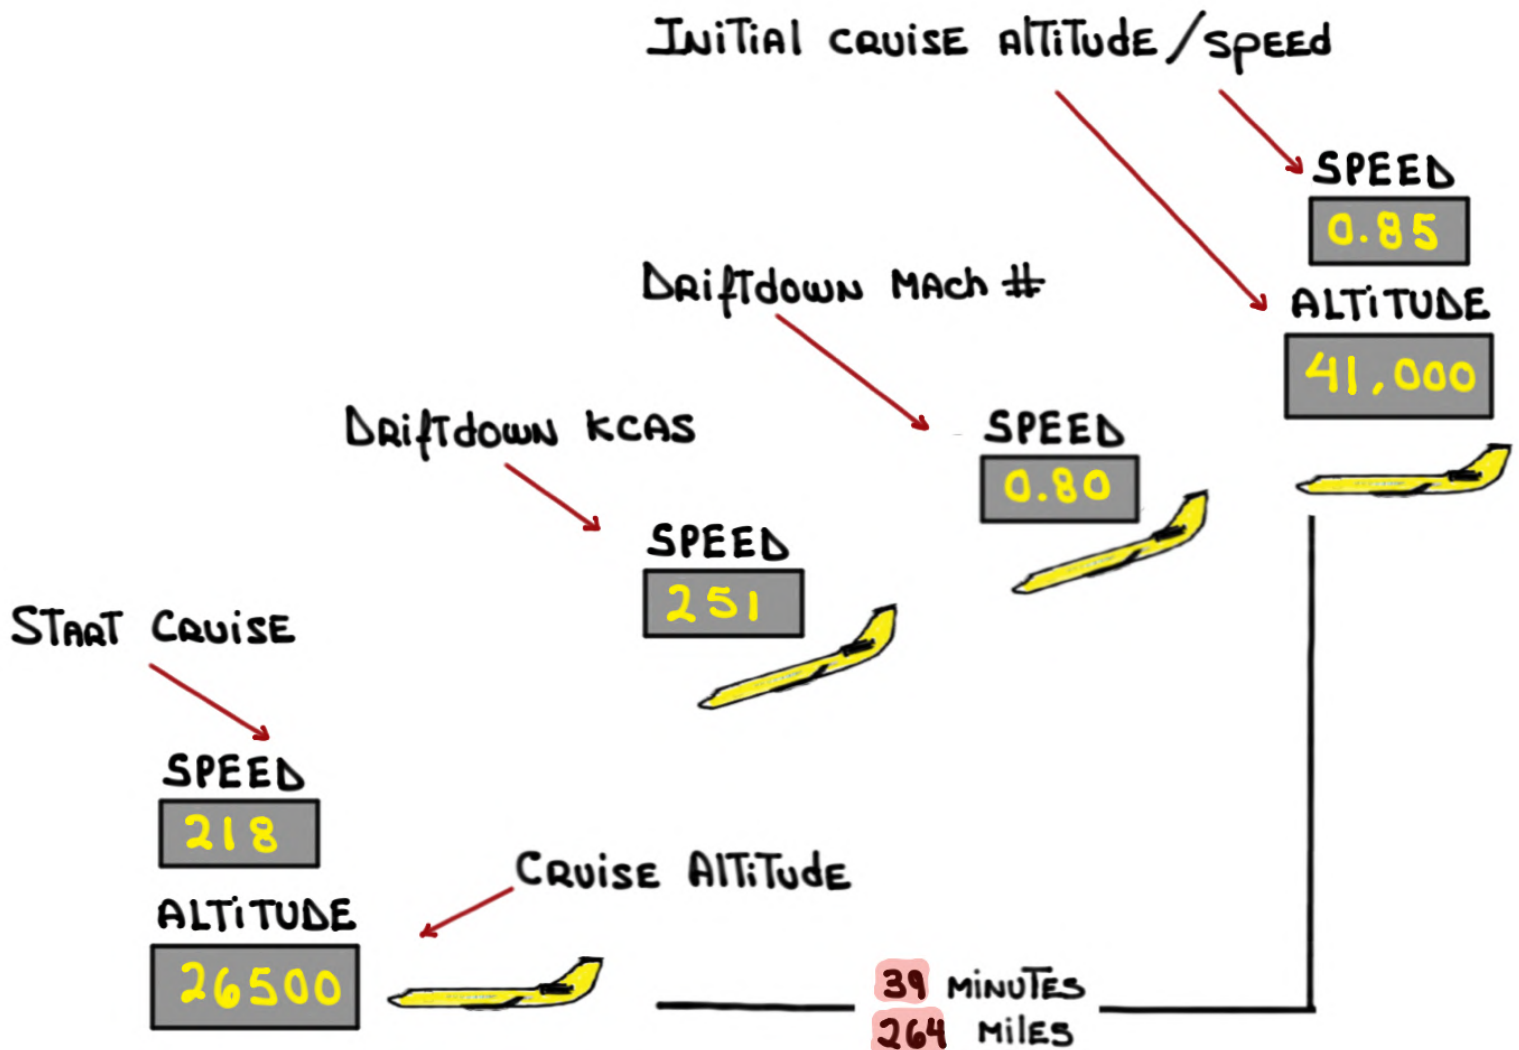 INITIAL CRUISE ALTITUDE/SPEED
SPEED
0.85
ALTITUDE
41,000
DRIFTDOWN MACH #
SPEED
0.80
DRIFTDOWN KCAS
SPEED
251
START CRUISE
SPEED
218
ALTITUDE
26500
CRUISE ALTITUDE
39 MINUTES
264 MILES